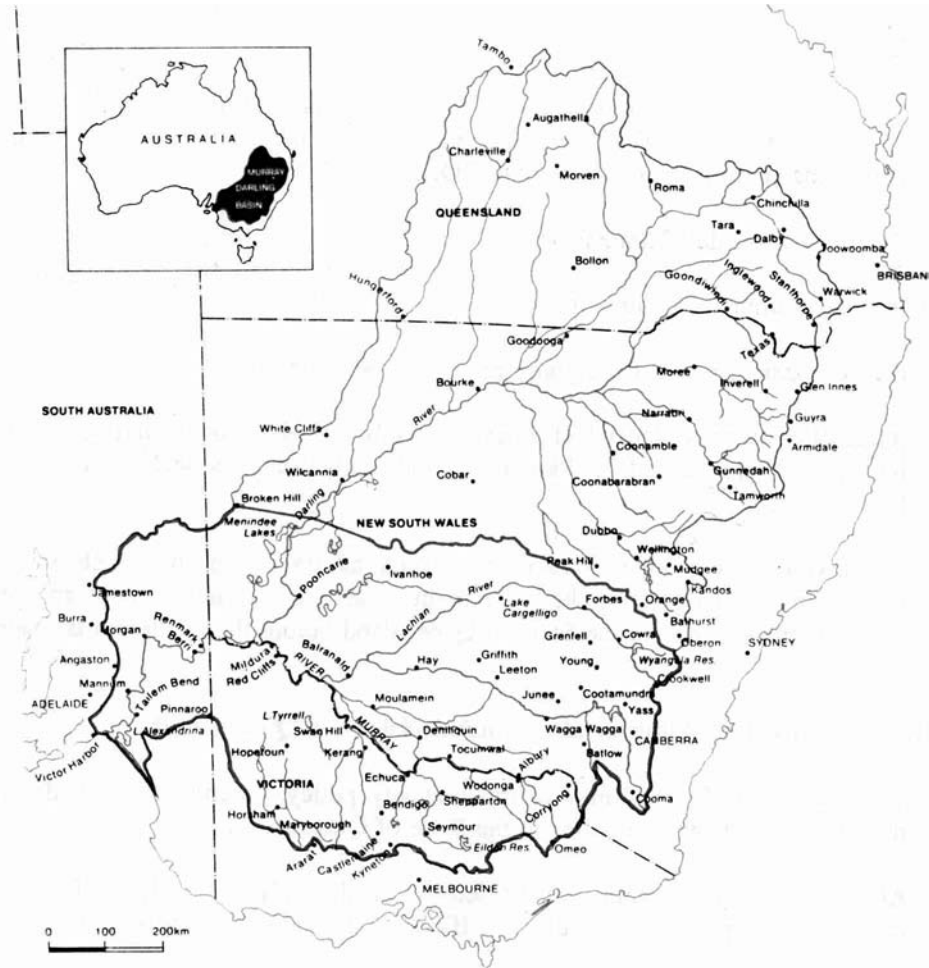 AUSTRALIA
MURRAY
DARLING
BASIN
Tambo
Augathella
Charleville
Morven
Roma
Chinchilla
QUEENSLAND
Tara
Dalby
Toowoomba
Bollon
BRISBANE
Hungerford
Goondiwindi
Inglewood
Stanthorpe
Warwick
Goodooga
Texas
Moree
Inverell
Glen Innes
Bourke
SOUTH AUSTRALIA
River
Narrabri
Guyra
White Cliffs
Coonamble
Armidale
Wilcannia
Cobar
Gunnedah
Coonabarabran
Tamworth
Broken Hill
Darling
Menindee
Lakes
NEW SOUTH WALES
Dubbo
Wellington
Peak Hill
Mudgee
Ivanhoe
Kandos
Jamestown
Pooncarie
River
Lachlan
Lake
Cargelligo
Forbes
Orange
Bathurst
Burra
Renmark
Morgan
Berri
Grenfell
Cowra
Oberon
SYDNEY
Balranald
Mildura
Red Cliffs
RIVER
Hay
Griffith
Leeton
Young
Wyangula Res.
Angaston
Mannum
Tailem Bend
Crookwell
ADELAIDE
Pinnaroo
Moulamein
Junee
Cootamundra
Yass
L.Alexandrina
L.Tyrrell
Swan Hill
MURRAY
Deniliquin
Wagga Wagga
CANBERRA
Victor Harbor
Hopetoun
Kerang
Tocumwal
Albury
Batlow
VICTORIA
Echuca
Wodonga
Corryong
Cooma
Horsham
Bendigo
Shepparton
Maryborough
Seymour
Ararat
Castlemaine
Kyneton
Eildon Res.
Omeo
MELBOURNE
0 100 200km